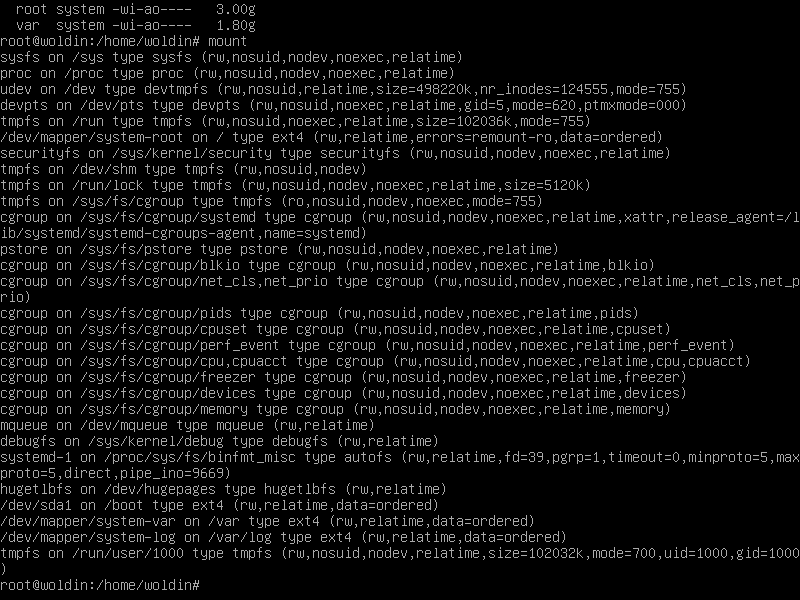 root system -wi-ao----   3.00g
  var  system -wi-ao----   1.80g
root@woldin:/home/woldin# mount
sysfs on /sys type sysfs (rw,nosuid,nodev,noexec,relatime)
proc on /proc type proc (rw,nosuid,nodev,noexec,relatime)
udev on /dev type devtmpfs (rw,nosuid,relatime,size=498220k,nr_inodes=124555,mode=755)
devpts on /dev/pts type devpts (rw,nosuid,noexec,relatime,gid=5,mode=620,ptmxmode=000)
tmpfs on /run type tmpfs (rw,nosuid,noexec,relatime,size=102036k,mode=755)
/dev/mapper/system-root on / type ext4 (rw,relatime,errors=remount-ro,data=ordered)
securityfs on /sys/kernel/security type securityfs (rw,nosuid,nodev,noexec,relatime)
tmpfs on /dev/shm type tmpfs (rw,nosuid,nodev)
tmpfs on /run/lock type tmpfs (rw,nosuid,nodev,noexec,relatime,size=5120k)
tmpfs on /sys/fs/cgroup type tmpfs (ro,nosuid,nodev,noexec,mode=755)
cgroup on /sys/fs/cgroup/systemd type cgroup (rw,nosuid,nodev,noexec,relatime,xattr,release_agent=/l
ib/systemd/systemd-cgroups-agent,name=systemd)
pstore on /sys/fs/pstore type pstore (rw,nosuid,nodev,noexec,relatime)
cgroup on /sys/fs/cgroup/blkio type cgroup (rw,nosuid,nodev,noexec,relatime,blkio)
cgroup on /sys/fs/cgroup/net_cls,net_prio type cgroup (rw,nosuid,nodev,noexec,relatime,net_cls,net_p
rio)
cgroup on /sys/fs/cgroup/pids type cgroup (rw,nosuid,nodev,noexec,relatime,pids)
cgroup on /sys/fs/cgroup/cpuset type cgroup (rw,nosuid,nodev,noexec,relatime,cpuset)
cgroup on /sys/fs/cgroup/perf_event type cgroup (rw,nosuid,nodev,noexec,relatime,perf_event)
cgroup on /sys/fs/cgroup/cpu,cpuacct type cgroup (rw,nosuid,nodev,noexec,relatime,cpu,cpuacct)
cgroup on /sys/fs/cgroup/freezer type cgroup (rw,nosuid,nodev,noexec,relatime,freezer)
cgroup on /sys/fs/cgroup/devices type cgroup (rw,nosuid,nodev,noexec,relatime,devices)
cgroup on /sys/fs/cgroup/memory type cgroup (rw,nosuid,nodev,noexec,relatime,memory)
mqueue on /dev/mqueue type mqueue (rw,relatime)
debugfs on /sys/kernel/debug type debugfs (rw,relatime)
systemd-1 on /proc/sys/fs/binfmt_misc type autofs (rw,relatime,fd=39,pgrp=1,timeout=0,minproto=5,max
proto=5,direct,pipe_ino=9669)
hugetlbfs on /dev/hugepages type hugetlbfs (rw,relatime)
/dev/sda1 on /boot type ext4 (rw,relatime,data=ordered)
/dev/mapper/system-var on /var type ext4 (rw,relatime,data=ordered)
/dev/mapper/system-log on /var/log type ext4 (rw,relatime,data=ordered)
tmpfs on /run/user/1000 type tmpfs (rw,nosuid,nodev,relatime,size=102032k,mode=700,uid=1000,gid=1000
)
root@woldin:/home/woldin#